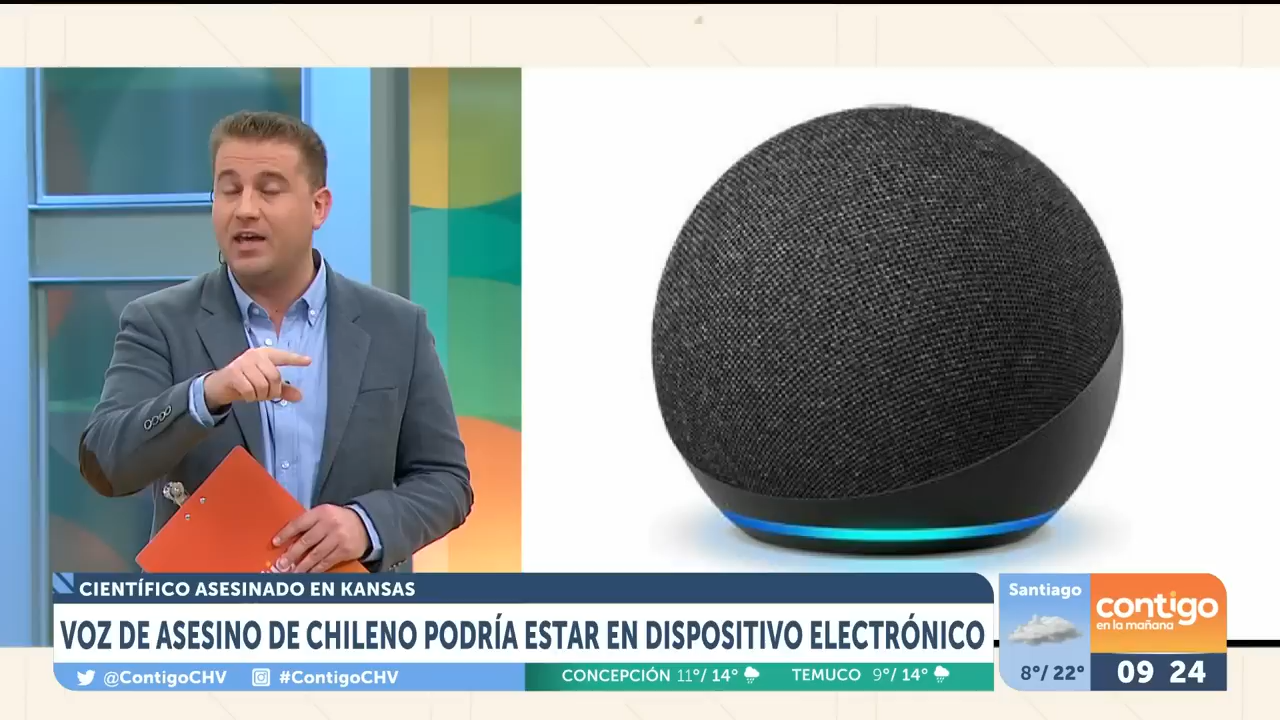 CIENTÍFICO ASESINADO EN KANSAS
VOZ DE ASESINO DE CHILENO PODRÍA ESTAR EN DISPOSITIVO ELECTRÓNICO
@ContigoCHV #ContigoCHV CONCEPCIÓN 11°/ 14° TEMUCO 9°/ 14°
Santiago
8°/ 22°
contigo
en la mañana
09 24